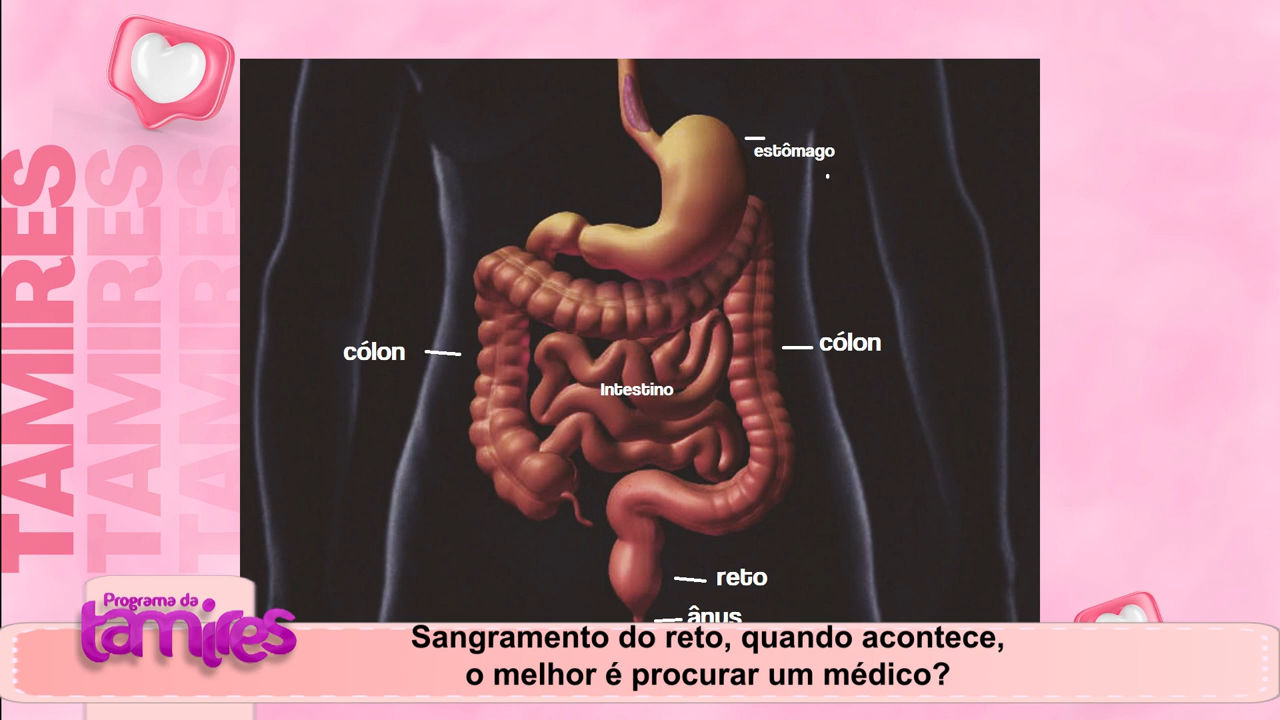 TAMIRES
TAMIRES
TAMIRES
estômago
cólon
cólon
Intestino
reto
ânus
Programa da
tamires
Sangramento do reto, quando acontece,
o melhor é procurar um médico?